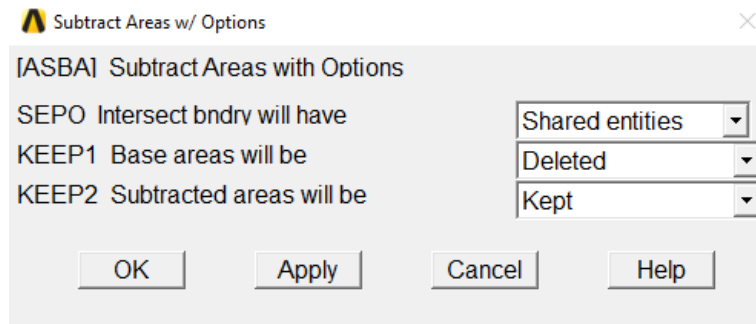 Subtract Areas w/ Options
[ASBA] Subtract Areas with Options
SEPO Intersect bndry will have Shared entities
KEEP1 Base areas will be Deleted
KEEP2 Subtracted areas will be Kept
OK Apply Cancel Help